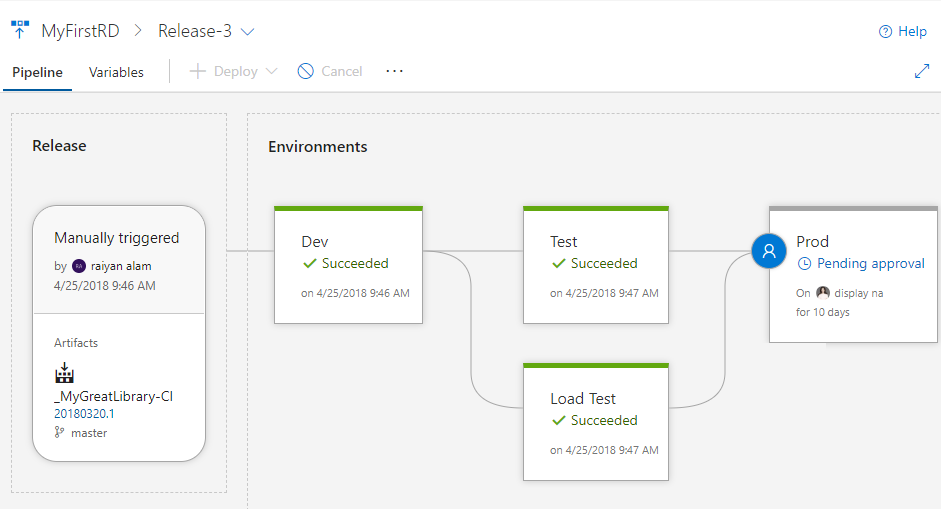 MyFirstRD > Release-3
Help
Pipeline Variables + Deploy Cancel ...
Release
Environments
Manually triggered
by RA raiyan alam
4/25/2018 9:46 AM
Artifacts
_MyGreatLibrary-CI
20180320.1
master
Dev
Succeeded
on 4/25/2018 9:46 AM
Test
Succeeded
on 4/25/2018 9:47 AM
Load Test
Succeeded
on 4/25/2018 9:47 AM
Prod
Pending approval
On display na
for 10 days